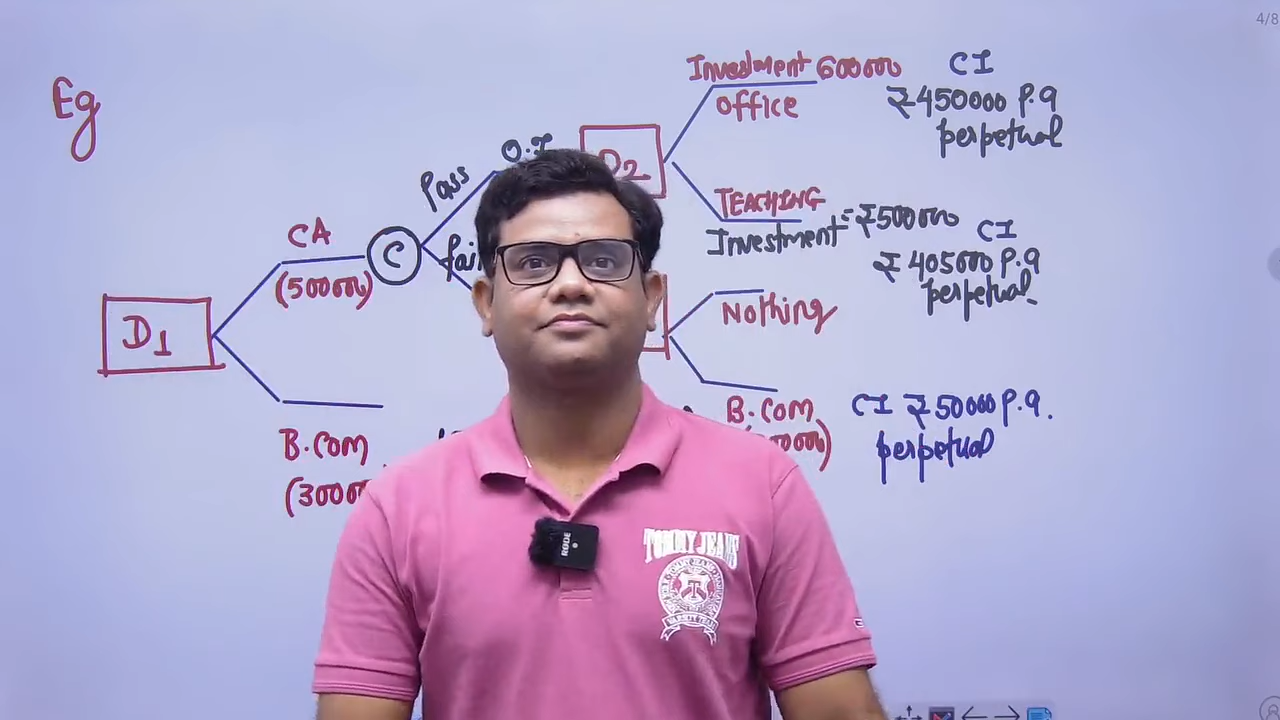 4/8
Eg
Investment 600000
Office
CI
₹450000 P.a
perpetual
Pass
D2
TEACHING
Investment = ₹500000
CI
₹405000 P.a
perpetual
CA
(500000)
C
D1
Nothing
B.Com
CI ₹50000 P.a.
perpetual
B.Com
RODE
TOMMY JEANS